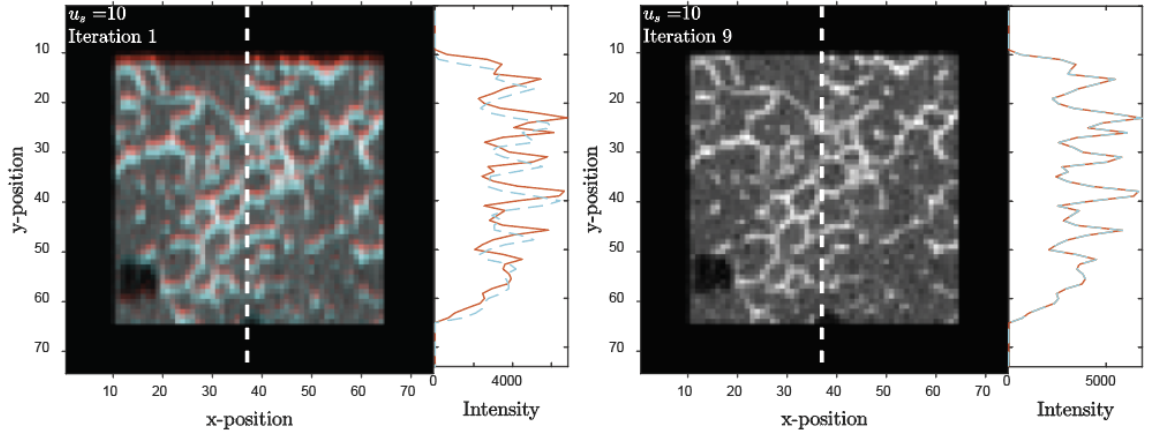 u_s =10
Iteration 1
10
20
30
40
50
60
70
y-position
10 20 30 40 50 60 70
x-position
0 4000
Intensity
u_s =10
Iteration 9
10
20
30
40
50
60
70
y-position
10 20 30 40 50 60 70
x-position
0 5000
Intensity